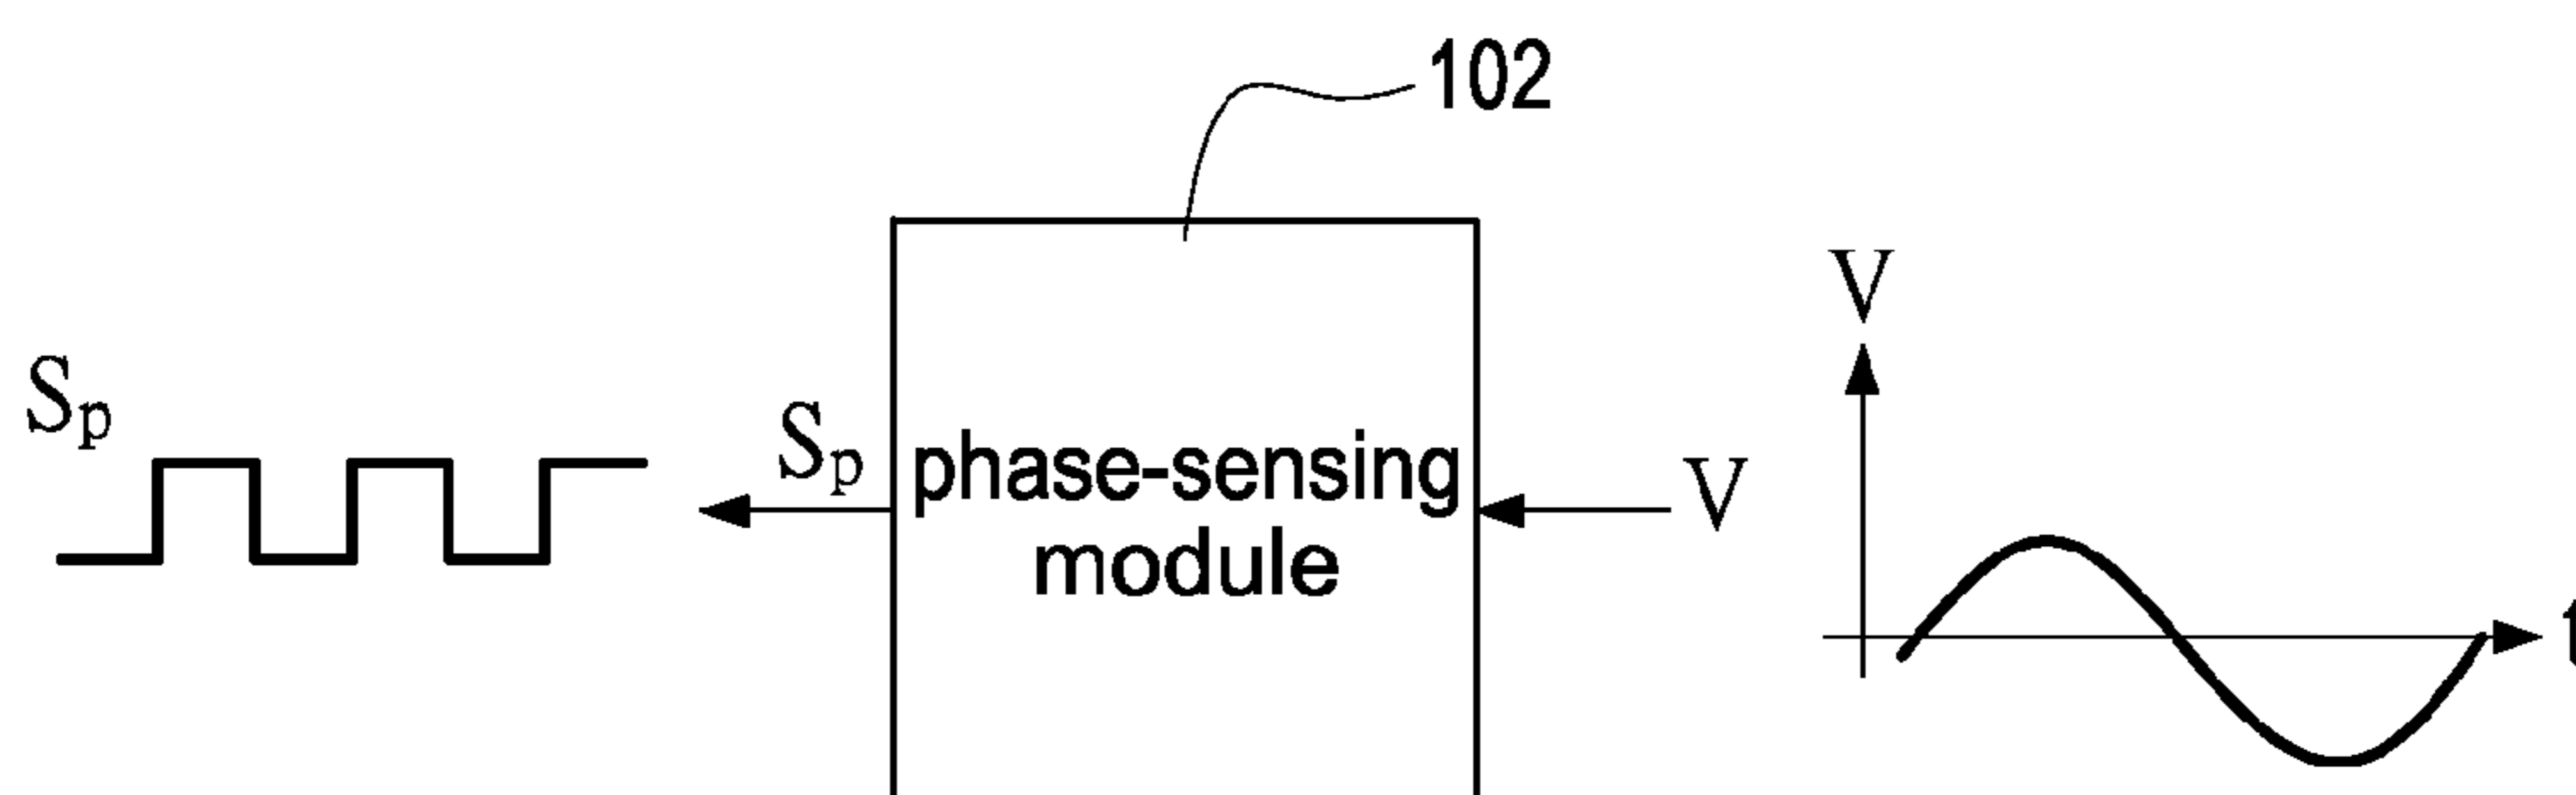 102
V
Sp
Sp
phase-sensing
module
V
t